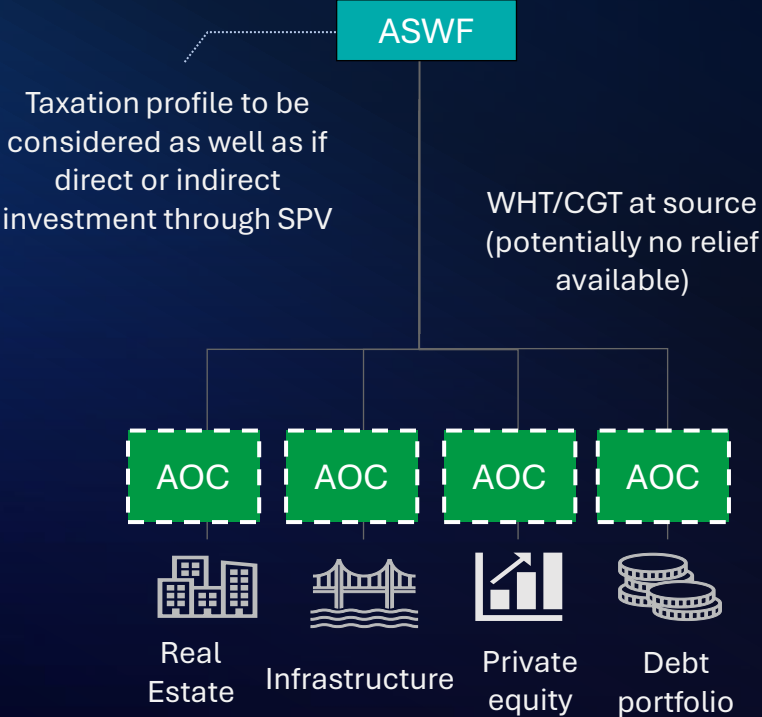 ASWF
Taxation profile to be
considered as well as if
direct or indirect
investment through SPV
WHT/CGT at source
(potentially no relief
available)
AOC
AOC
AOC
AOC
Real
Estate
Infrastructure
Private
equity
Debt
portfolio